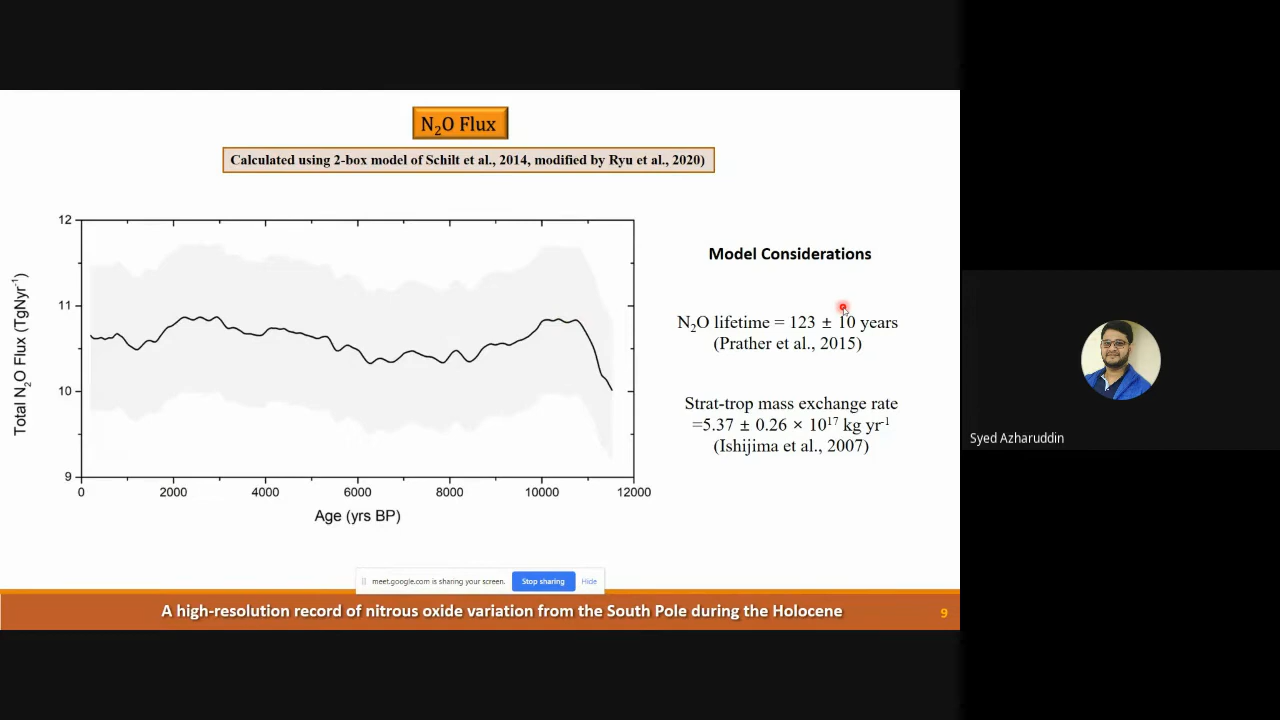 N₂O Flux
Calculated using 2-box model of Schilt et al., 2014, modified by Ryu et al., 2020)
12
11
10
9
Total N₂O Flux (TgNyr⁻¹)
0 2000 4000 6000 8000 10000 12000
Age (yrs BP)
Model Considerations
N₂O lifetime = 123 ± 10 years
(Prather et al., 2015)
Strat-trop mass exchange rate
=5.37 ± 0.26 × 10¹⁷ kg yr⁻¹
(Ishijima et al., 2007)
Syed Azharuddin
meet.google.com is sharing your screen. Stop sharing Hide
A high-resolution record of nitrous oxide variation from the South Pole during the Holocene 9